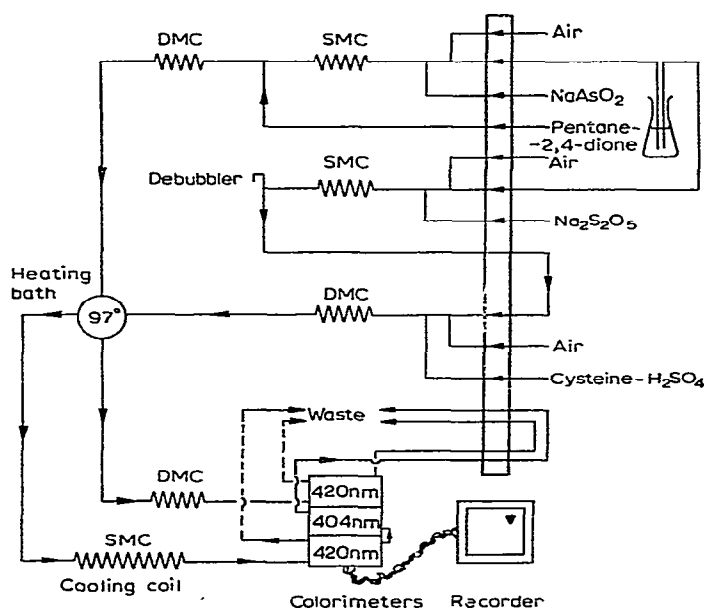 Air
DMC
SMC
NaAsO₂
Pentane-
-2,4-dione
Air
SMC
Debubbler
Na₂S₂O₅
Heating
bath
DMC
97°
Air
Cysteine-H₂SO₄
Waste
DMC
420nm
404nm
420nm
SMC
Cooling coil
Colorimeters
Recorder